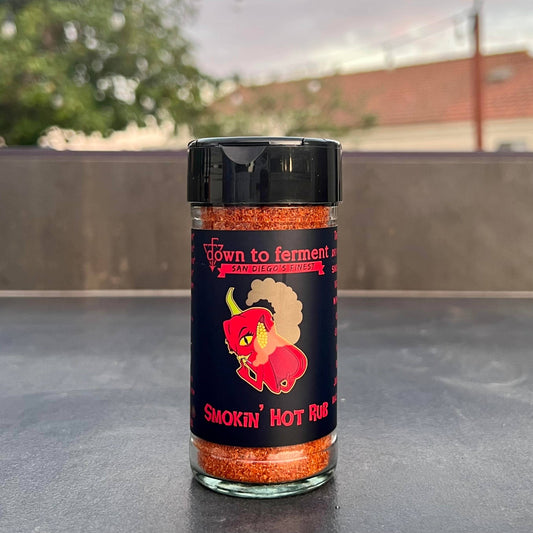 down to ferment
SAN DIEGO'S FINEST
SMOKIN' HOT RUB